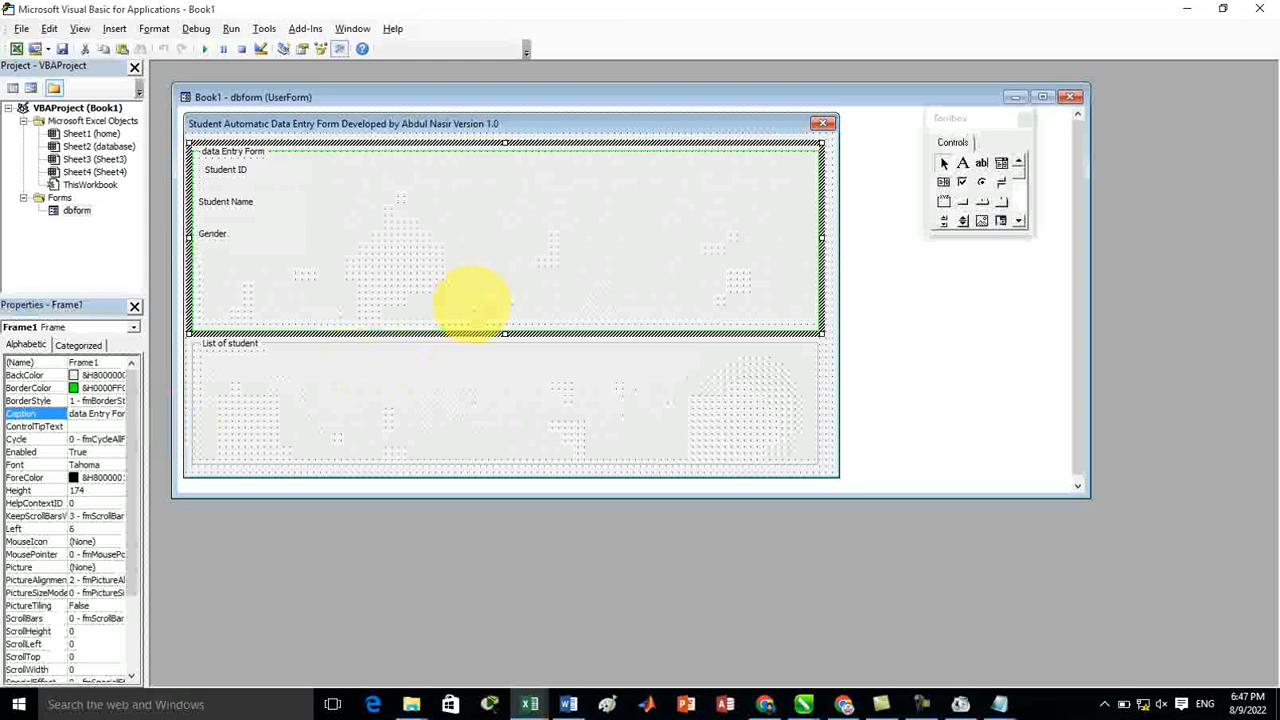 Microsoft Visual Basic for Applications - Book1
File Edit View Insert Format Debug Run Tools Add-Ins Window Help
Project - VBAProject
VBAProject (Book1)
Microsoft Excel Objects
Sheet1 (home)
Sheet2 (database)
Sheet3 (Sheet3)
Sheet4 (Sheet4)
ThisWorkbook
Forms
dbform
Properties - Frame1
Frame1 Frame
Alphabetic Categorized
(Name) Frame1
BackColor &H8000000
BorderColor &H0000FF
BorderStyle 1 - fmBorderSt
Caption data Entry For
ControlTipText
Cycle 0 - fmCycleAllF
Enabled True
Font Tahoma
ForeColor &H800000
Height 174
HelpContextID 0
KeepScrollBarsV 3 - fmScrollBar
Left 6
MouseIcon (None)
MousePointer 0 - fmMousePo
Picture (None)
PictureAlignmen 2 - fmPictureAl
PictureSizeMode 0 - fmPictureSi
PictureTiling False
ScrollBars 0 - fmScrollBar
ScrollHeight 0
ScrollLeft 0
ScrollTop 0
ScrollWidth 0
Book1 - dbform (UserForm)
Student Automatic Data Entry Form Developed by Abdul Nasir Version 1.0
data Entry Form
Student ID
Student Name
Gender
List of student
Toolbox
Controls
A ab|
Search the web and Windows
ENG
6:47 PM
8/9/2022